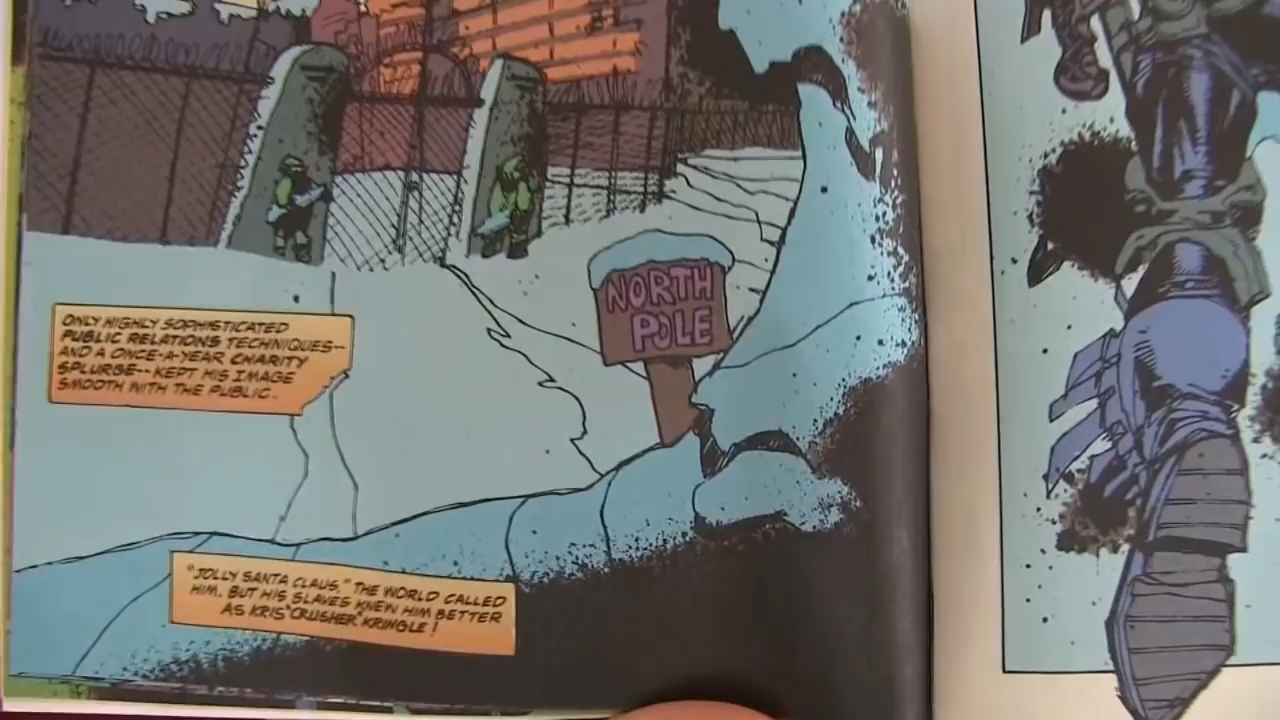 NORTH
POLE
ONLY HIGHLY SOPHISTICATED
PUBLIC RELATIONS TECHNIQUES--
AND A ONCE-A-YEAR CHARITY
SPLURGE-- KEPT HIS IMAGE
SMOOTH WITH THE PUBLIC.
"JOLLY SANTA CLAUS," THE WORLD CALLED
HIM. BUT HIS SLAVES KNEW HIM BETTER
AS KRIS "CRUSHER" KRINGLE!